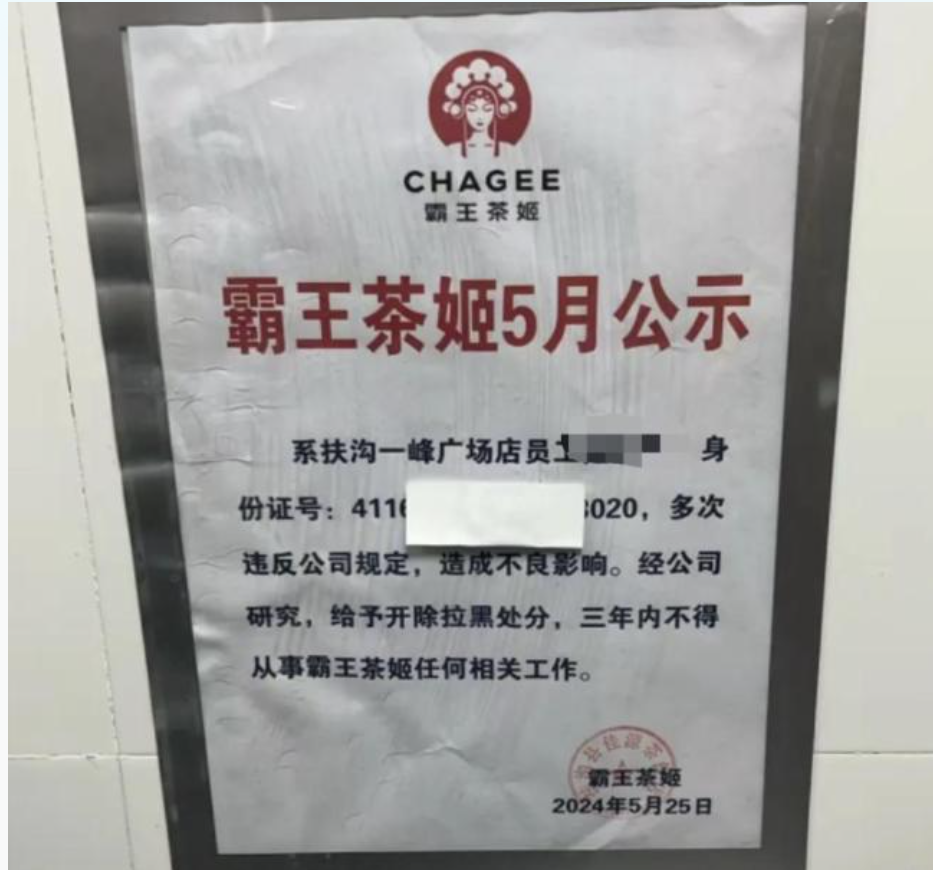 CHAGEE
霸王茶姬
霸王茶姬5月公示
系扶沟一峰广场店员 身
份证号：411 020，多次
违反公司规定，造成不良影响。经公司
研究，给予开除拉黑处分，三年内不得
从事霸王茶姬任何相关工作。
县佳源茶
霸王茶姬
2024年5月25日